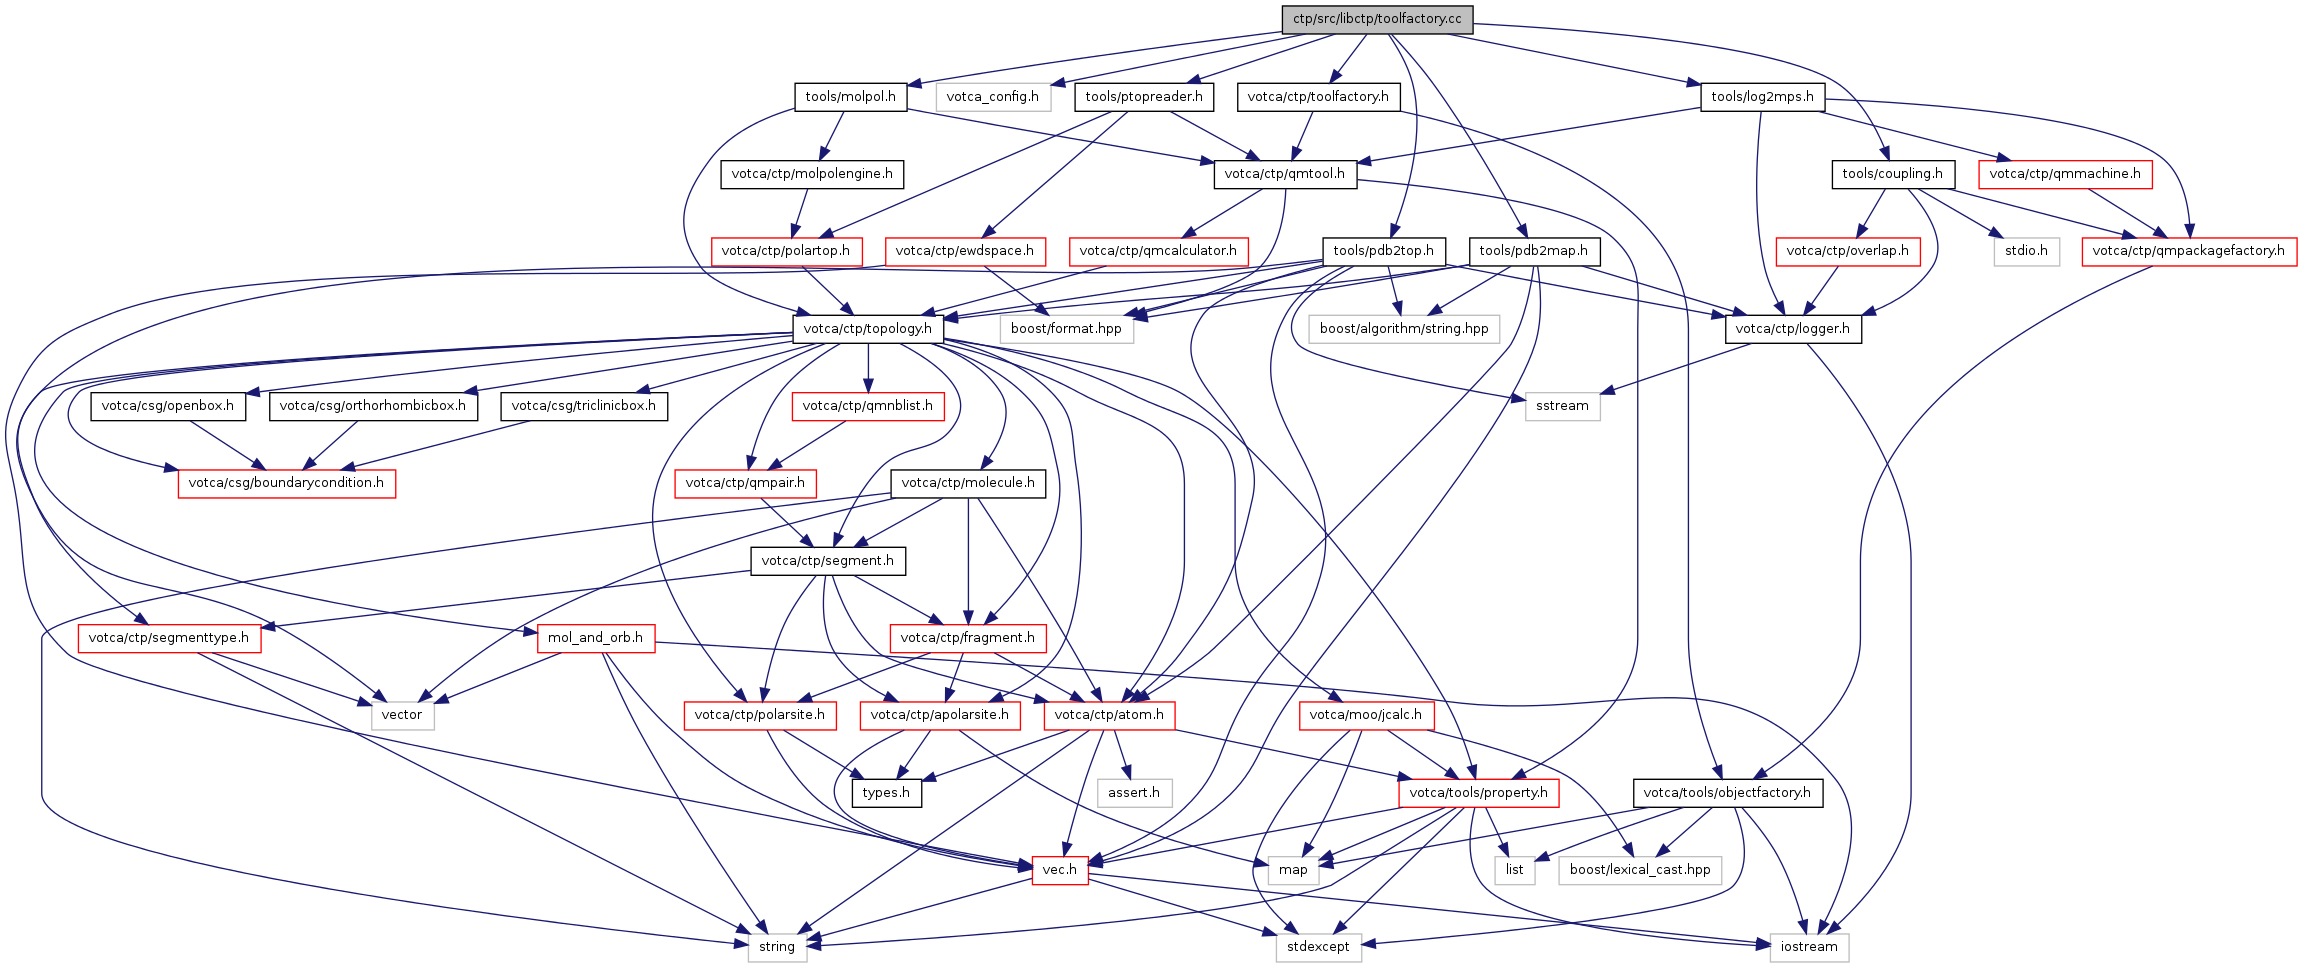 ctp/src/libctp/toolfactory.cc
tools/molpol.h
votca_config.h
tools/ptopreader.h
votca/ctp/toolfactory.h
tools/log2mps.h
votca/ctp/molpolengine.h
votca/ctp/qmtool.h
tools/coupling.h
votca/ctp/qmmachine.h
votca/ctp/polartop.h
votca/ctp/ewdspace.h
votca/ctp/qmcalculator.h
tools/pdb2top.h
tools/pdb2map.h
votca/ctp/overlap.h
stdio.h
votca/ctp/qmpackagefactory.h
votca/ctp/topology.h
boost/format.hpp
boost/algorithm/string.hpp
votca/ctp/logger.h
votca/csg/openbox.h
votca/csg/orthorhombicbox.h
votca/csg/triclinicbox.h
votca/ctp/qmnblist.h
sstream
votca/csg/boundarycondition.h
votca/ctp/qmpair.h
votca/ctp/molecule.h
votca/ctp/segment.h
votca/ctp/segmenttype.h
mol_and_orb.h
votca/ctp/fragment.h
vector
votca/ctp/polarsite.h
votca/ctp/apolarsite.h
votca/ctp/atom.h
votca/moo/jcalc.h
types.h
assert.h
votca/tools/property.h
votca/tools/objectfactory.h
vec.h
map
list
boost/lexical_cast.hpp
string
stdexcept
iostream